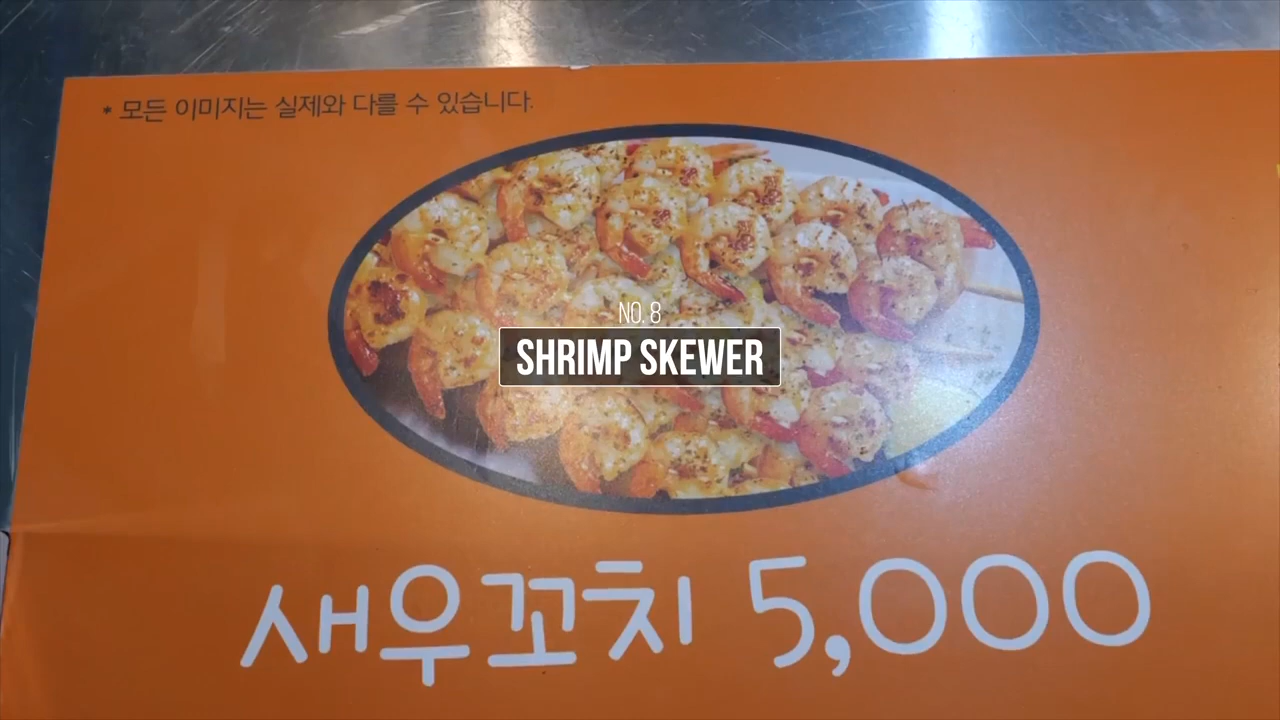 * 모든 이미지는 실제와 다를 수 있습니다.
NO. 8
SHRIMP SKEWER
새우꼬치 5,000